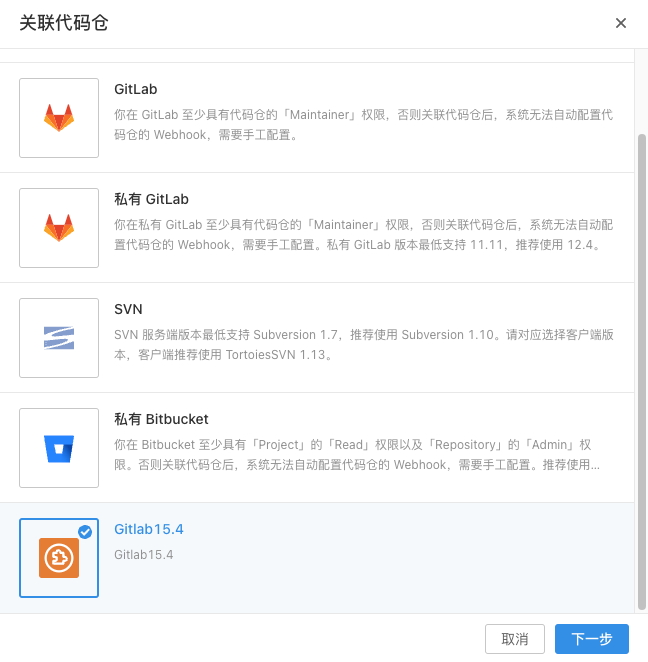 关联代码仓
GitLab
你在 GitLab 至少具有代码仓的「Maintainer」权限，否则关联代码仓后，系统无法自动配置代
码仓的 Webhook，需要手工配置。
私有 GitLab
你在私有 GitLab 至少具有代码仓的「Maintainer」权限，否则关联代码仓后，系统无法自动配
置代码仓的 Webhook，需要手工配置。私有 GitLab 版本最低支持 11.11，推荐使用 12.4。
SVN
SVN 服务端版本最低支持 Subversion 1.7，推荐使用 Subversion 1.10。请对应选择客户端版
本，客户端推荐使用 TortoiesSVN 1.13。
私有 Bitbucket
你在 Bitbucket 至少具有「Project」的「Read」权限以及「Repository」的「Admin」权
限。否则关联代码仓后，系统无法自动配置代码仓的 Webhook，需要手工配置。推荐使用...
Gitlab15.4
Gitlab15.4
取消
下一步